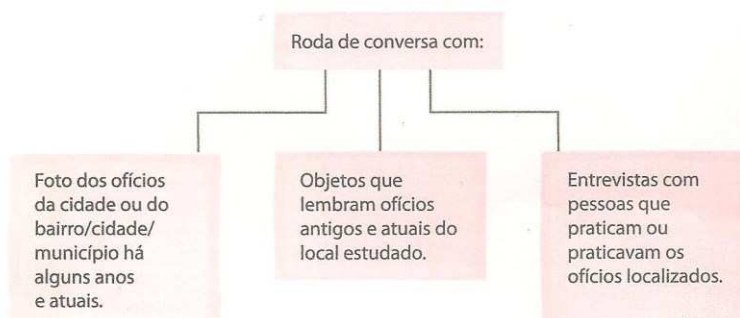 Roda de conversa com:
Foto dos ofícios
da cidade ou do
bairro/cidade/
município há
alguns anos
e atuais.
Objetos que
lembram ofícios
antigos e atuais do
local estudado.
Entrevistas com
pessoas que
praticam ou
praticavam os
ofícios localizados.